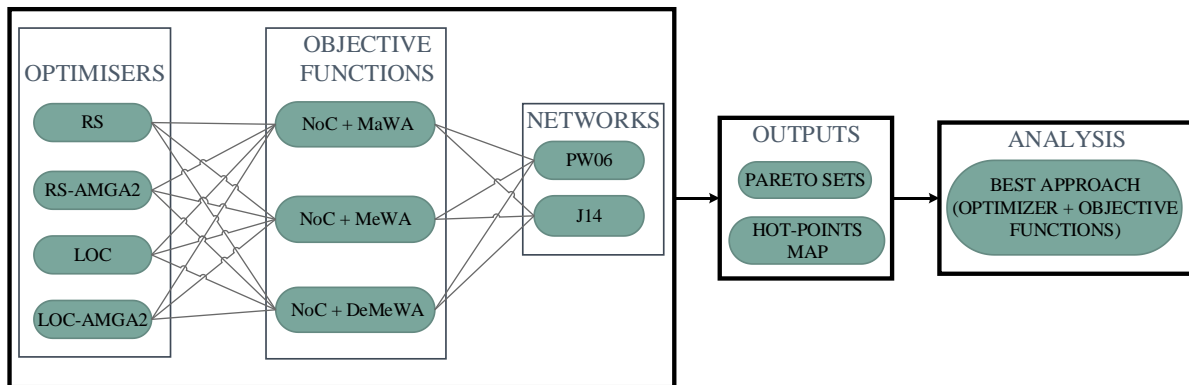 OPTIMISERS
RS
RS-AMGA2
LOC
LOC-AMGA2
OBJECTIVE
FUNCTIONS
NoC + MaWA
NoC + MeWA
NoC + DeMeWA
NETWORKS
PW06
J14
OUTPUTS
PARETO SETS
HOT-POINTS
MAP
ANALYSIS
BEST APPROACH
(OPTIMIZER + OBJECTIVE
FUNCTIONS)